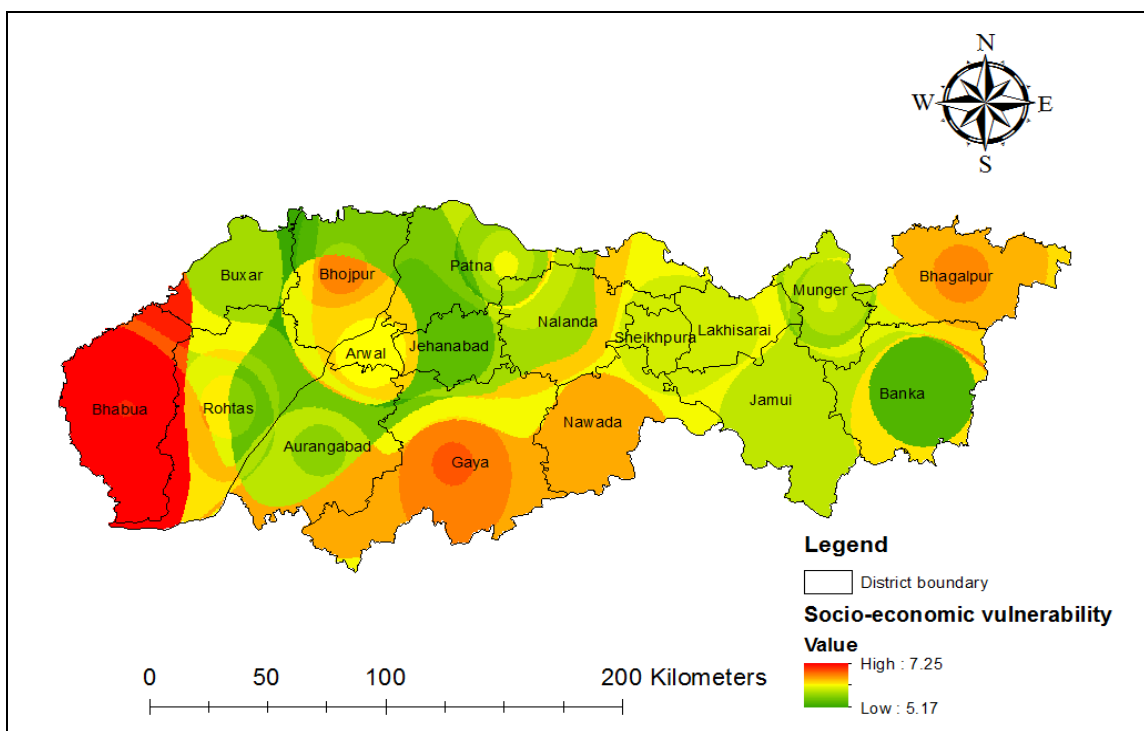 N
W E
S
Buxar
Bhojpur
Patna
Bhagalpur
Munger
Nalanda
Sheikhpura
Lakhisarai
Arwal
Jehanabad
Bhabua
Rohtas
Banka
Jamui
Nawada
Aurangabad
Gaya
Legend
District boundary
Socio-economic vulnerability
Value
High : 7.25
Low : 5.17
0 50 100 200 Kilometers